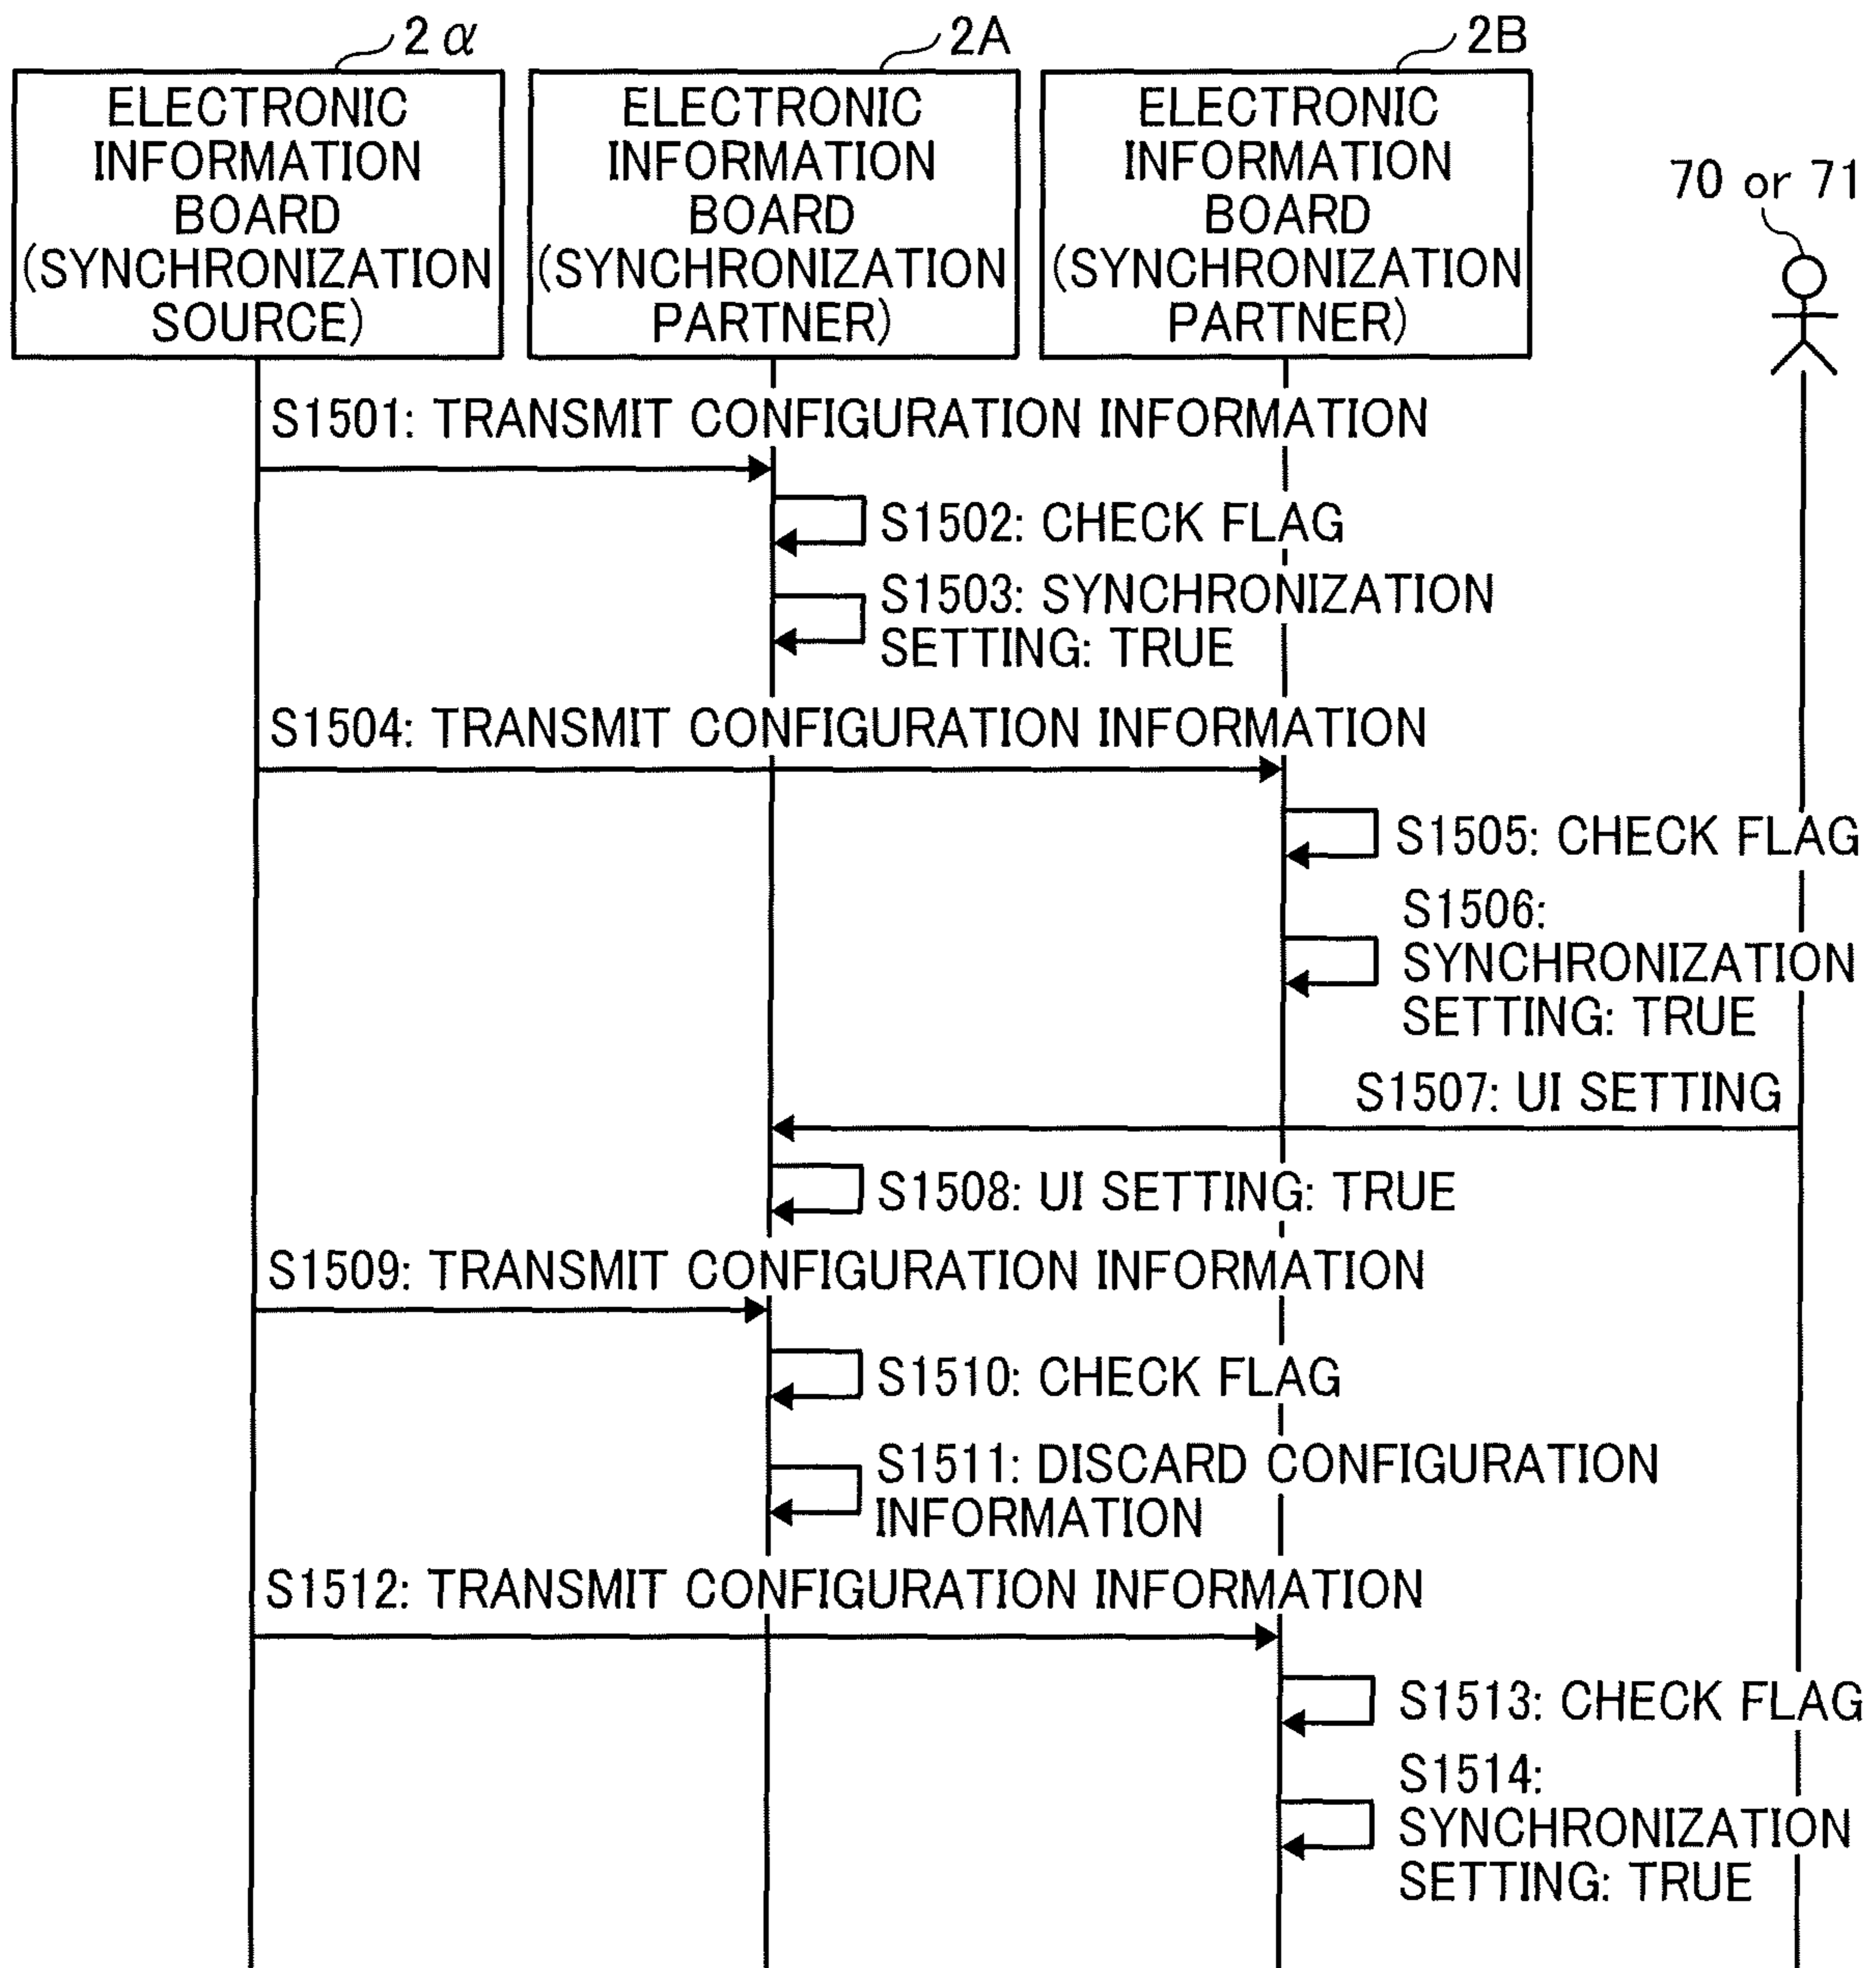 2α
2A
2B
ELECTRONIC
INFORMATION
BOARD
(SYNCHRONIZATION
SOURCE)
ELECTRONIC
INFORMATION
BOARD
(SYNCHRONIZATION
PARTNER)
ELECTRONIC
INFORMATION
BOARD
(SYNCHRONIZATION
PARTNER)
70 or 71
S1501: TRANSMIT CONFIGURATION INFORMATION
S1502: CHECK FLAG
S1503: SYNCHRONIZATION
SETTING: TRUE
S1504: TRANSMIT CONFIGURATION INFORMATION
S1505: CHECK FLAG
S1506:
SYNCHRONIZATION
SETTING: TRUE
S1507: UI SETTING
S1508: UI SETTING: TRUE
S1509: TRANSMIT CONFIGURATION INFORMATION
S1510: CHECK FLAG
S1511: DISCARD CONFIGURATION
INFORMATION
S1512: TRANSMIT CONFIGURATION INFORMATION
S1513: CHECK FLAG
S1514:
SYNCHRONIZATION
SETTING: TRUE